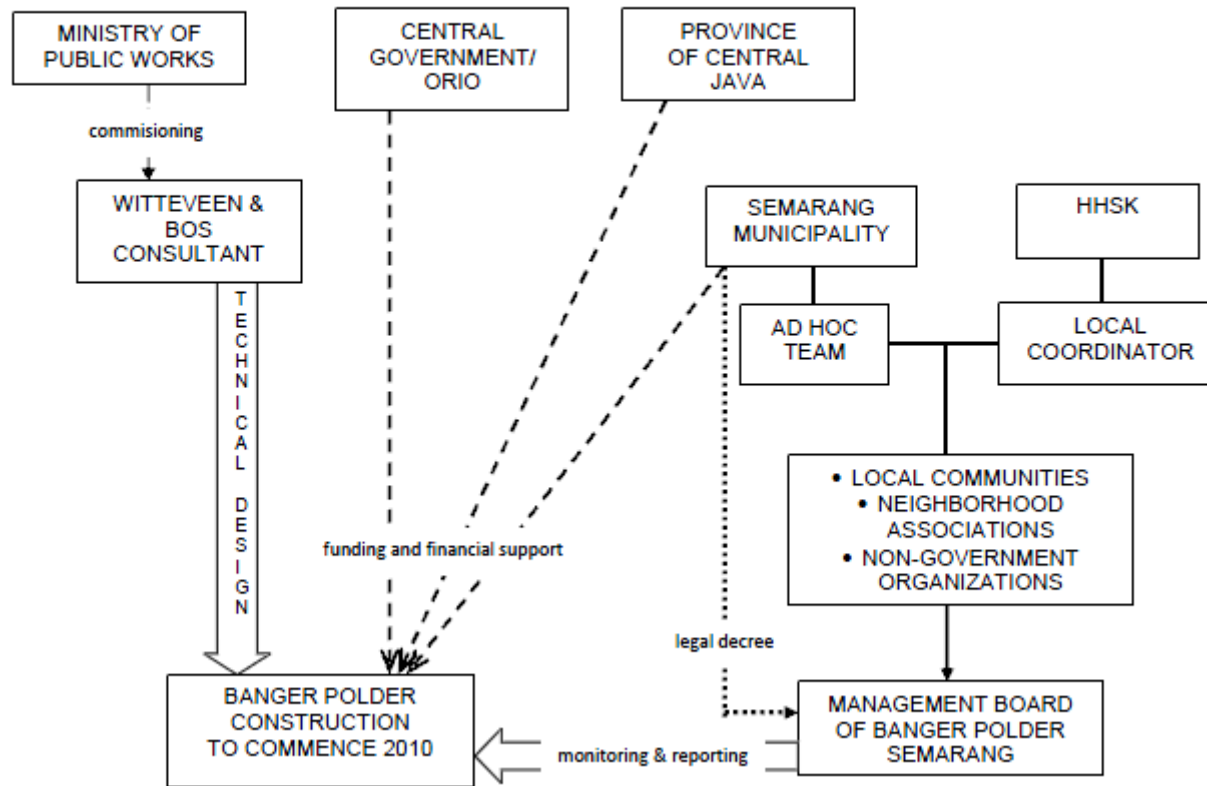 MINISTRY OF
PUBLIC WORKS
CENTRAL
GOVERNMENT/
ORIO
PROVINCE
OF CENTRAL
JAVA
commisioning
WITTEVEEN &
BOS
CONSULTANT
SEMARANG
MUNICIPALITY
HHSK
AD HOC
TEAM
LOCAL
COORDINATOR
TECHNICAL DESIGN
• LOCAL COMMUNITIES
• NEIGHBORHOOD
ASSOCIATIONS
• NON-GOVERNMENT
ORGANIZATIONS
funding and financial support
legal decree
BANGER POLDER
CONSTRUCTION
TO COMMENCE 2010
monitoring & reporting
MANAGEMENT BOARD
OF BANGER POLDER
SEMARANG